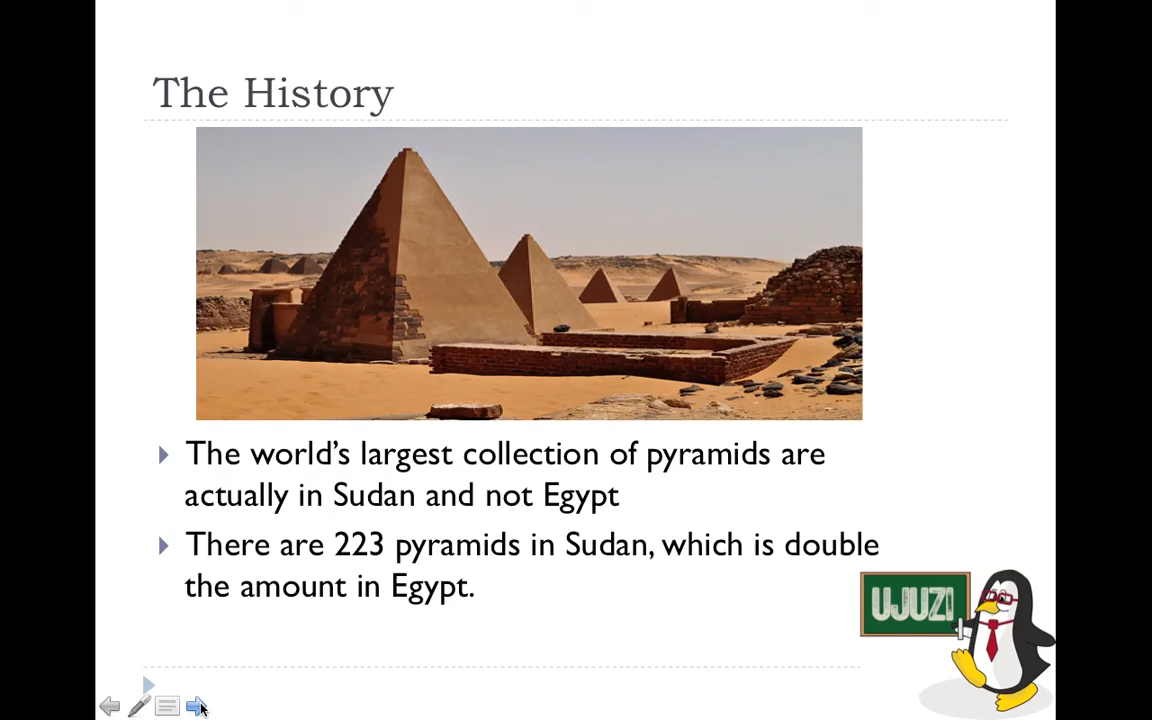 The History
The world's largest collection of pyramids are
actually in Sudan and not Egypt
There are 223 pyramids in Sudan, which is double
the amount in Egypt.
UJUZI